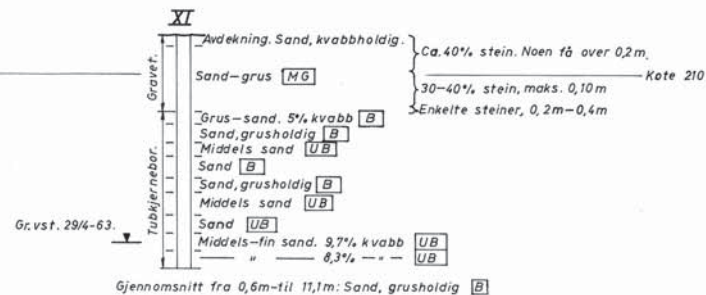 XI
Avdekning. Sand, kvabbholdig.
Ca. 40% stein. Noen få over 0,2 m.
Gravet.
Sand-grus MG
Kote 210
30-40% stein, maks. 0,10 m
Enkelte steiner, 0,2m-0,4m
Tubkjernebor.
Grus-sand. 5% kvabb B
Sand, grusholdig B
Middels sand UB
Sand B
Sand, grusholdig B
Middels sand UB
Sand UB
Gr. vst. 29/4-63.
Middels-fin sand. 9,7% kvabb UB
— " — 8,3% — " — UB
Gjennomsnitt fra 0,6m-til 11,1m: Sand, grusholdig B